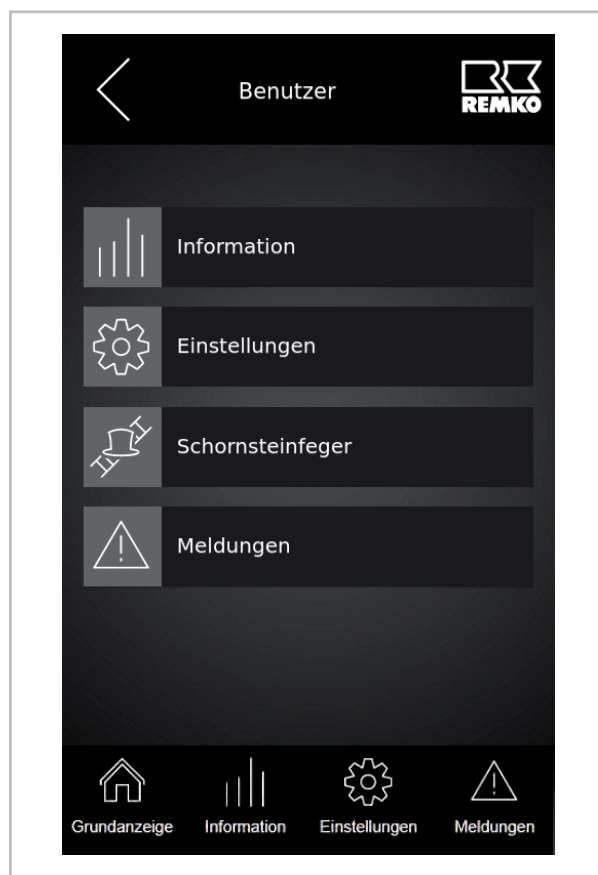 Benutzer
REMKO
Information
Einstellungen
Schornsteinfeger
Meldungen
Grundanzeige Information Einstellungen Meldungen